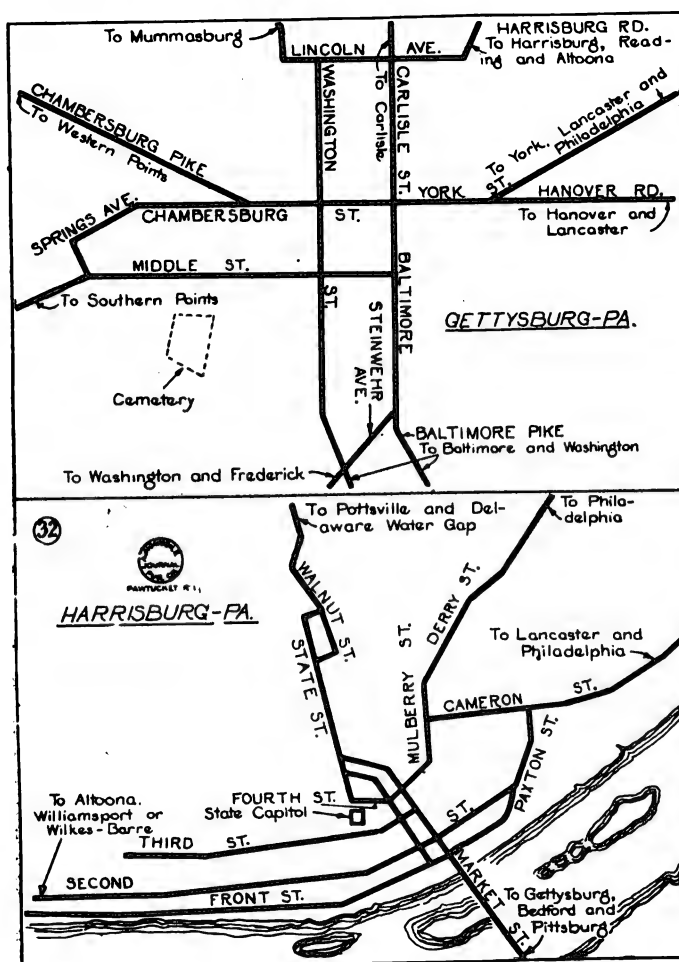 To Mummasburg
LINCOLN AVE.
HARRISBURG RD.
To Harrisburg, Read-
ing and Altoona
WASHINGTON
To Carlisle
CARLISLE ST.
CHAMBERSBURG PIKE
To Western Points
To York, Lancaster and
Philadelphia
YORK ST.
HANOVER RD.
To Hanover and
Lancaster
SPRINGS AVE.
CHAMBERSBURG ST.
MIDDLE ST.
ST.
To Southern Points
STEINWEHR
AVE.
BALTIMORE
GETTYSBURG-PA.
Cemetery
BALTIMORE PIKE
To Baltimore and Washington
To Washington and Frederick
32
To Pottsville and Del-
aware Water Gap
To Phila-
delphia
JOURNAL
PAWTUCKET R.I.
HARRISBURG-PA.
WALNUT ST.
STATE ST.
MULBERRY ST.
DERRY ST.
To Lancaster and
Philadelphia
CAMERON ST.
PAXTON ST.
To Altoona.
Williamsport or
Wilkes-Barre
FOURTH ST.
State Capitol
THIRD ST.
SECOND ST.
FRONT ST.
MARKET ST.
To Gettysburg,
Bedford and
Pittsburg